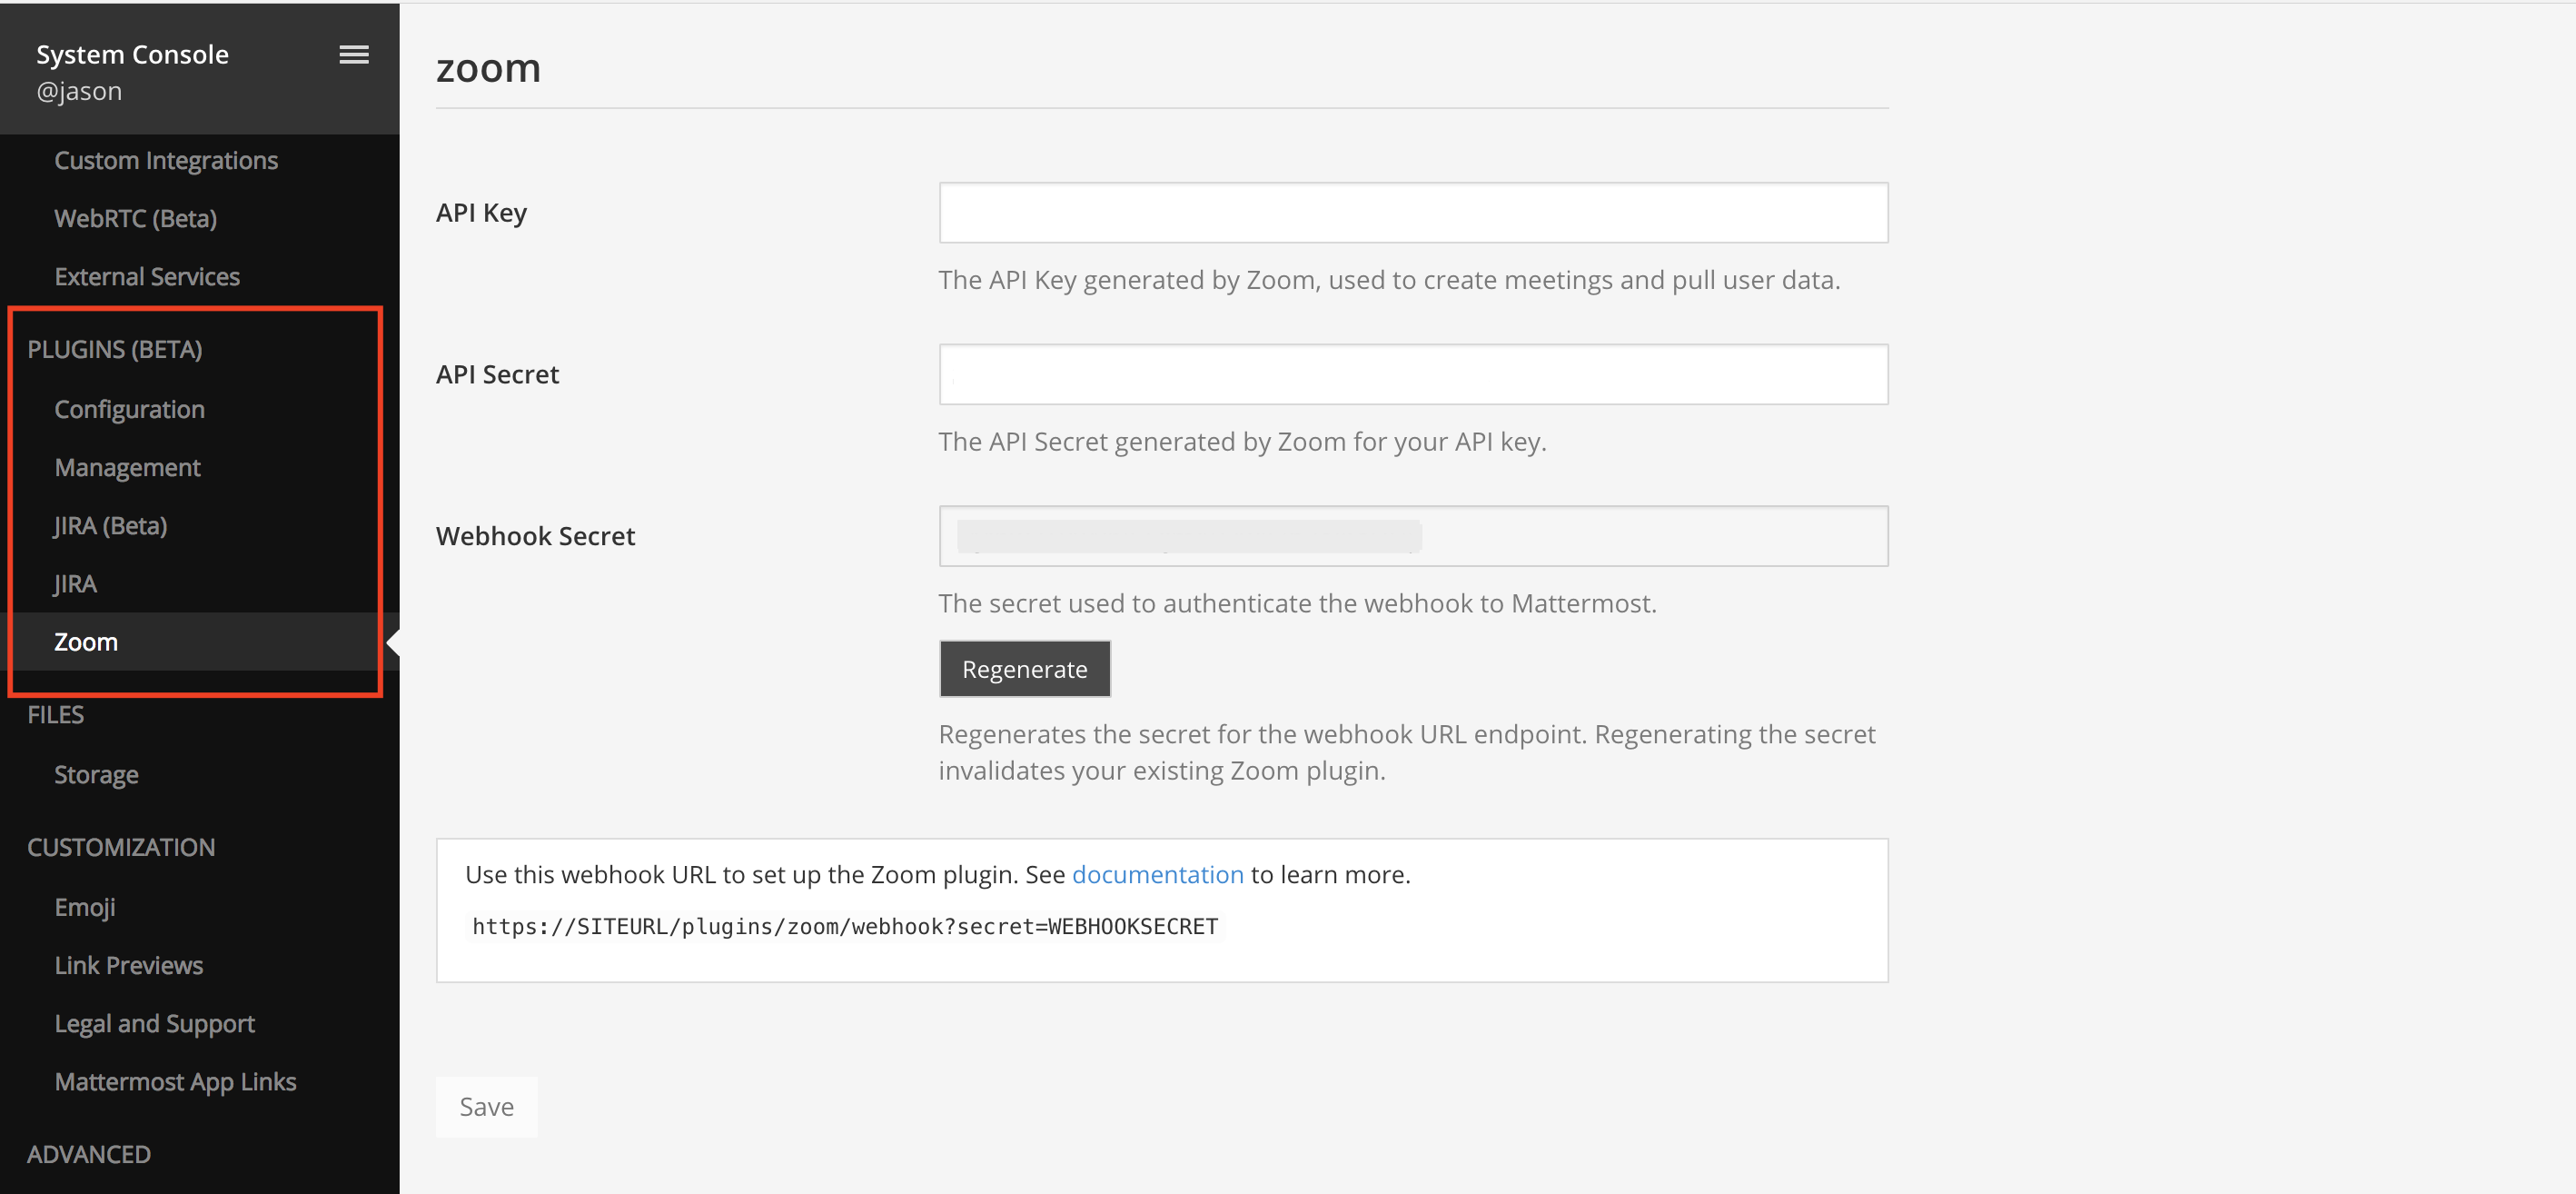 System Console
@jason
Custom Integrations
WebRTC (Beta)
External Services
PLUGINS (BETA)
Configuration
Management
JIRA (Beta)
JIRA
Zoom
FILES
Storage
CUSTOMIZATION
Emoji
Link Previews
Legal and Support
Mattermost App Links
ADVANCED
zoom
API Key
The API Key generated by Zoom, used to create meetings and pull user data.
API Secret
The API Secret generated by Zoom for your API key.
Webhook Secret
The secret used to authenticate the webhook to Mattermost.
Regenerate
Regenerates the secret for the webhook URL endpoint. Regenerating the secret
invalidates your existing Zoom plugin.
Use this webhook URL to set up the Zoom plugin. See documentation to learn more.
https://SITEURL/plugins/zoom/webhook?secret=WEBHOOKSECRET
Save